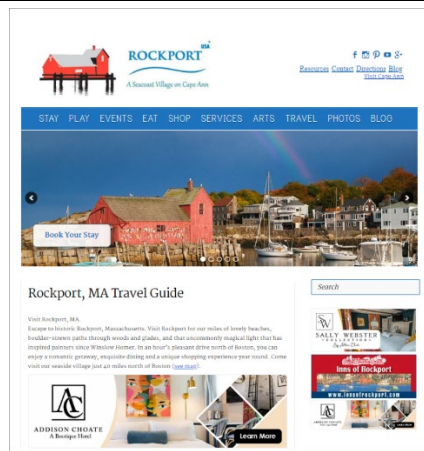 ROCKPORT USA
A Seacoast Village on Cape Ann
Resources Contact Directions Blog
Visit Cape Ann
STAY PLAY EVENTS EAT SHOP SERVICES ARTS TRAVEL PHOTOS BLOG
Book Your Stay
Rockport, MA Travel Guide
Search
Visit Rockport, MA.
Escape to historic Rockport, Massachusetts. Visit Rockport for our miles of lovely beaches,
boulder-strewn paths through woods and glades, and that uncommonly magical light that has
inspired painters since Winslow Homer. In an hour's pleasant drive north of Boston, you can
enjoy a romantic getaway, exquisite dining and a unique shopping experience year round. Come
visit our seaside village just 40 miles north of Boston (see map).
SW
SALLY WEBSTER
COLLECTION
Inns of Rockport
www.innsofrockport.com
AC
ADDISON CHOATE
A Boutique Hotel
Learn More